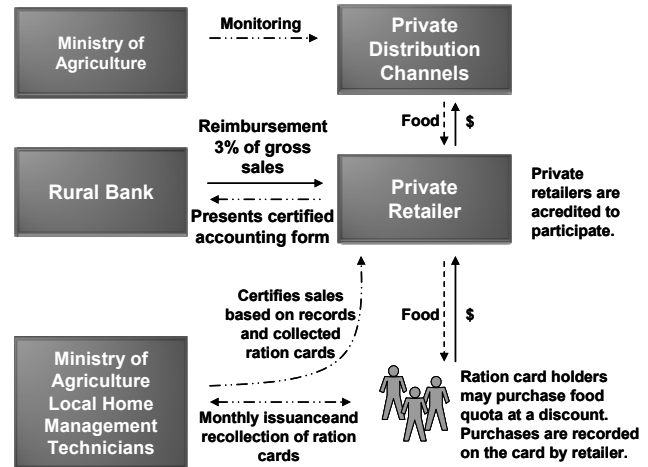 Monitoring
Ministry of
Agriculture
Private
Distribution
Channels
Food
$
Reimbursement
3% of gross
sales
Rural Bank
Private
Retailer
Private
retailers are
acredited to
participate.
Presents certified
accounting form
Certifies sales
based on records
and collected
ration cards
Food
$
Ministry of
Agriculture
Local Home
Management
Technicians
Monthly issuanceand
recollection of ration
cards
Ration card holders
may purchase food
quota at a discount.
Purchases are recorded
on the card by retailer.